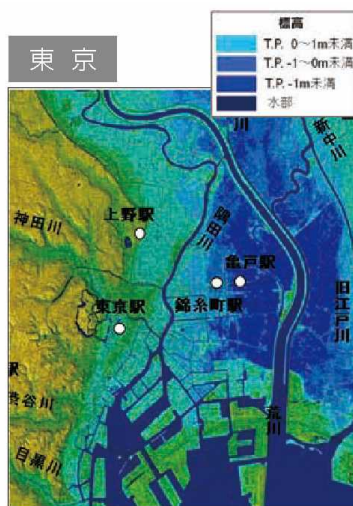 標高
T.P. 0～1m未満
T.P. -1～0m未満
T.P. -1m未満
水部
東京
川
新中川
神田川
上野駅
隅田川
亀戸駅
錦糸町駅
旧江戸川
東京駅
駅
渋谷川
荒川
目黒川